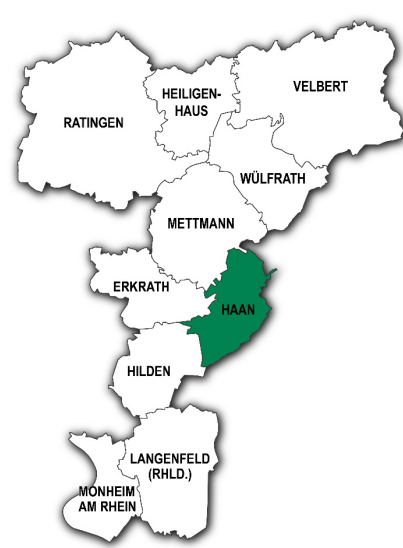 VELBERT
HEILIGEN-
HAUS
RATINGEN
WÜLFRATH
METTMANN
ERKRATH
HAAN
HILDEN
LANGENFELD
(RHLD.)
MONHEIM
AM RHEIN